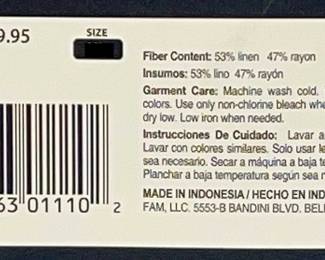 9.95
SIZE
Fiber Content: 53% linen 47% rayon
Insumos: 53% lino 47% rayón
Garment Care: Machine wash cold.
colors. Use only non-chlorine bleach whe
dry low. Low iron when needed.
Instrucciones De Cuidado: Lavar a
Lavar con colores similares. Solo usar le
sea necesario. Secar a máquina a baja te
Planchar a baja temperatura según sea n
MADE IN INDONESIA / HECHO EN IND
FAM, LLC. 5553-B BANDINI BLVD. BELL
63 01110 2